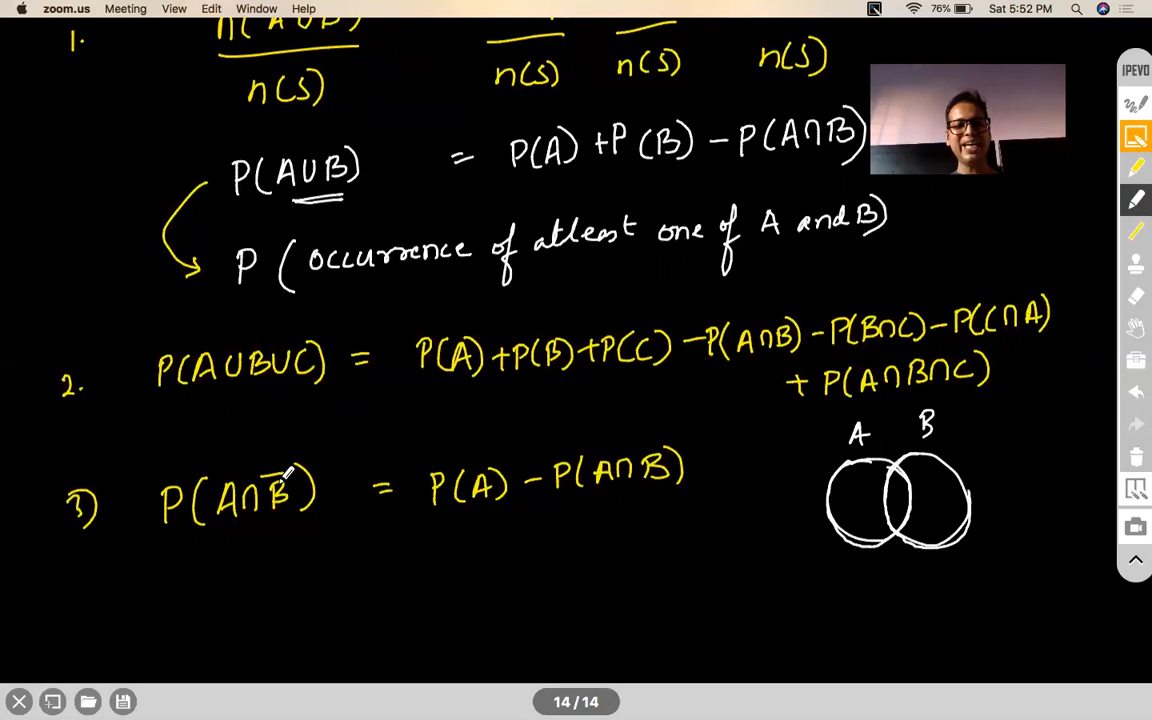 zoom.us Meeting View Edit Window Help 76% Sat 5:52 PM
IPEVO
1. n(AUB)
n(S) n(S) n(S) n(S)
P(A∪B) = P(A) +P(B) – P(A∩B)
P(occurrence of atleast one of A and B)
2. P(A∪B∪C) = P(A)+P(B)+P(C) –P(A∩B) –P(B∩C) –P(C∩A)
+ P(A∩B∩C)
A B
3) P(A∩B̅) = P(A) – P(A∩B)
14 / 14